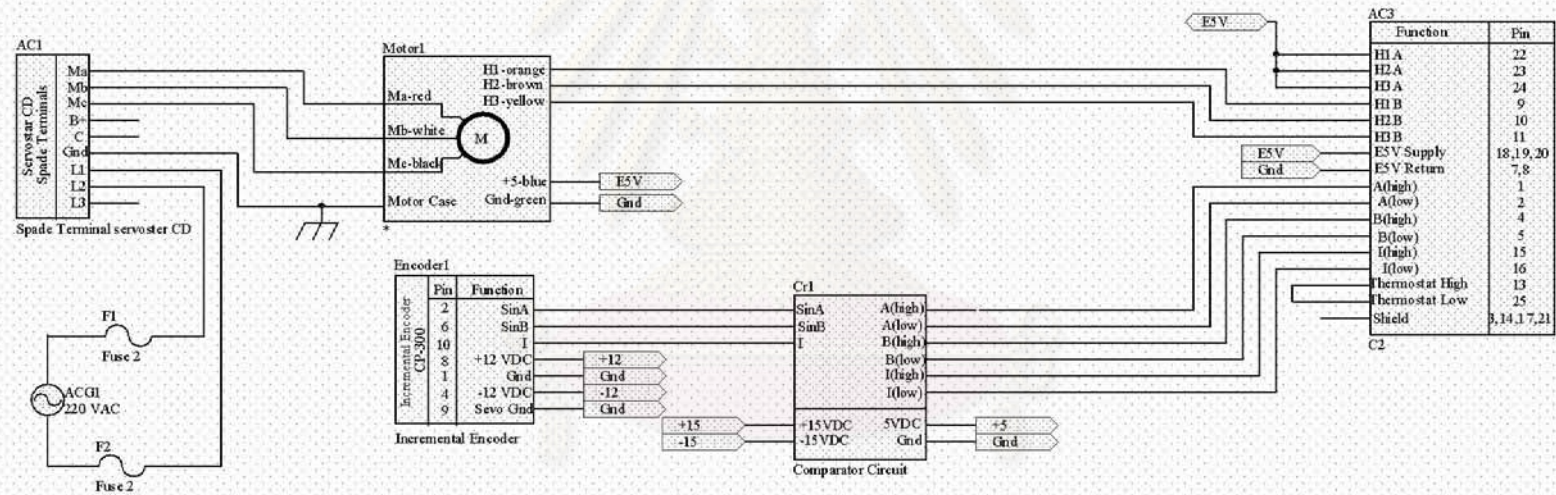 AC1
Servostar CD
Spade Terminals
Ma
Mb
Mc
B+
C
Gnd
L1
L2
L3
Spade Terminal servoster CD
F1
Fuse 2
ACG1
220 VAC
F2
Fuse 2
Motor1
Ma-red
Mb-white
Mc-black
Motor Case
M
H1-orange
H2-brown
H3-yellow
+5-blue
Gnd-green
*
E5V
Gnd
Encoder1
Incremental Encoder
CP-300
Pin Function
2 SinA
6 SinB
10 I
8 +12 VDC
1 Gnd
4 -12 VDC
9 Sevo Gnd
Inceremental Encoder
+12
Gnd
-12
Gnd
Cr1
SinA A(high)
SinB A(low)
I B(high)
B(low)
I(high)
I(low)
+15VDC 5VDC
-15VDC Gnd
Comparator Circuit
+15
-15
+5
Gnd
E5V
AC3
Function Pin
H1A 22
H2A 23
H3A 24
H1B 9
H2B 10
H3B 11
E5V Supply 18,19,20
E5V Return 7,8
A(high) 1
A(low) 2
B(high) 4
B(low) 5
I(high) 15
I(low) 16
Thermostat High 13
Thermostat Low 25
Shield 3,14,17,21
C2
E5V
Gnd